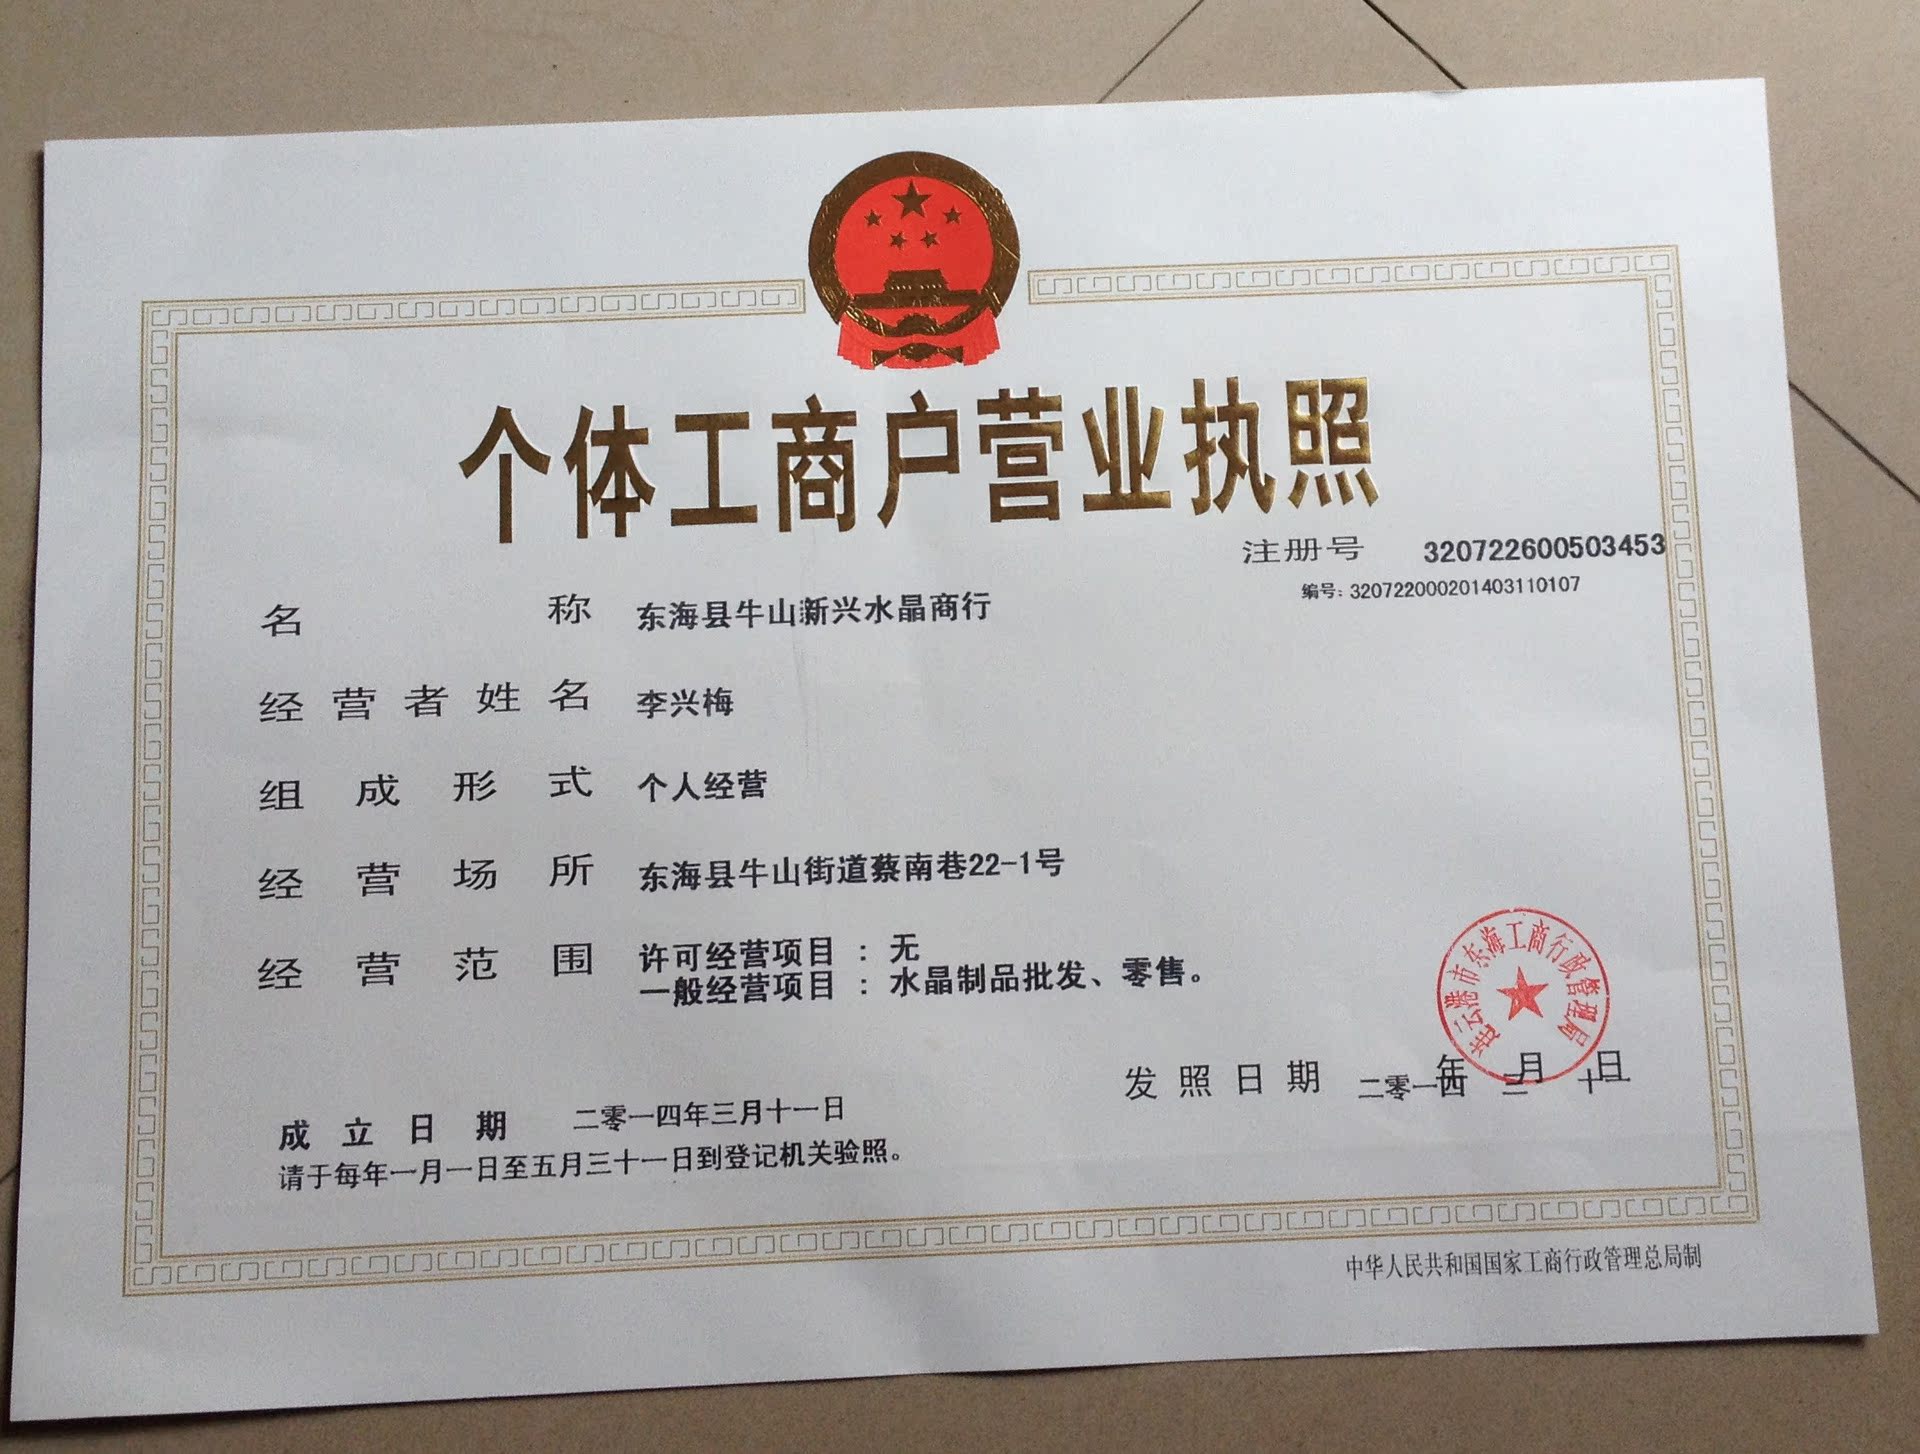 个体工商户营业执照
注册号 320722600503453
编号：320722000201403110107
名称 东海县牛山新兴水晶商行
经营者姓名 李兴梅
组成形式 个人经营
经营场所 东海县牛山街道蔡南巷22-1号
经营范围 许可经营项目 ：无
一般经营项目 ：水晶制品批发、零售。
连云港市东海工商行政管理局
发照日期 二零一四年三月十一日
成立日期 二零一四年三月十一日
请于每年一月一日至五月三十一日到登记机关验照。
中华人民共和国国家工商行政管理总局制